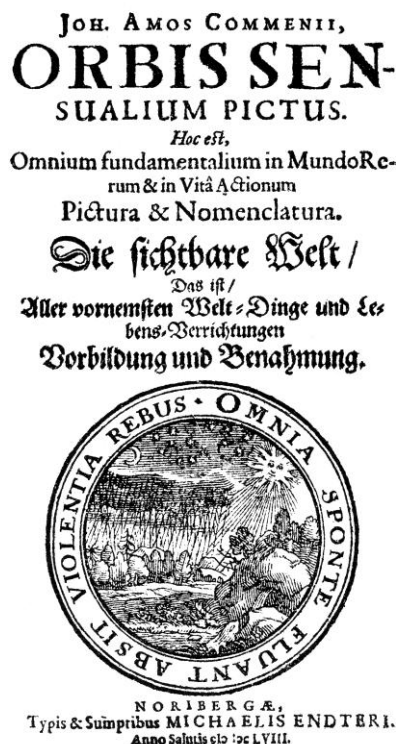 JOH. AMOS COMMENII,
ORBIS SEN-
SUALIUM PICTUS.
Hoc est,
Omnium fundamentalium in Mundo Re-
rum & in Vitâ Actionum
Pictura & Nomenclatura.
Die sichtbare Welt /
Das ist /
Aller vornemsten Welt-Dinge und Le-
bens-Verrichtungen
Vorbildung und Benahmung.
OMNIA SPONTE FLUANT ABSIT VIOLENTIA REBUS ·
NORIBERGÆ,
Typis & Sumptibus MICHAELIS ENDTERI.
Anno Salutis cIɔ Iɔc LVIII.